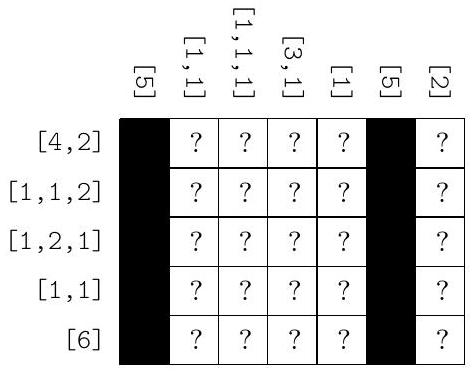 [5] [1,1] [1,1,1] [3,1] [1] [5] [2]
[4,2] ? ? ? ? ?
[1,1,2] ? ? ? ? ?
[1,2,1] ? ? ? ? ?
[1,1] ? ? ? ? ?
[6] ? ? ? ? ?